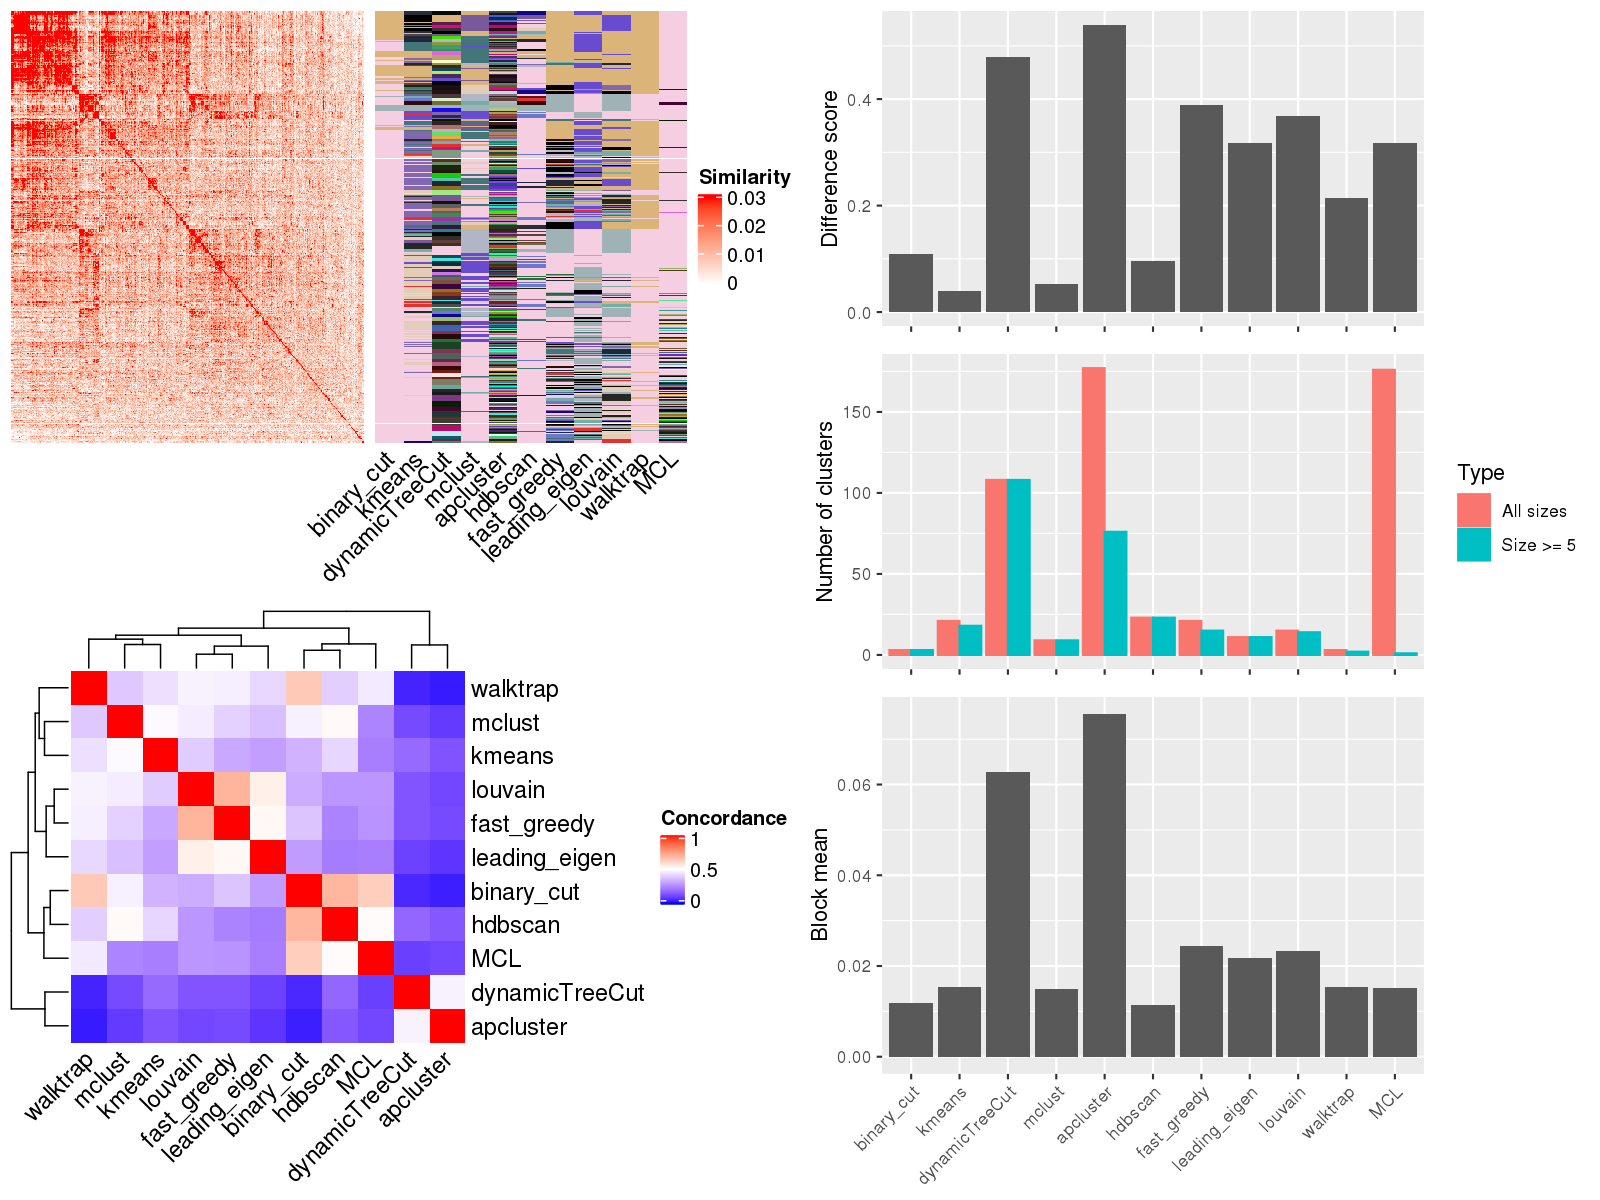 Similarity
0.03
0.02
0.01
0
binary_cut
kmeans
dynamicTreeCut
mclust
apcluster
hdbscan
fast_greedy
leading_eigen
louvain
walktrap
MCL
walktrap
mclust
kmeans
louvain
fast_greedy
leading_eigen
binary_cut
hdbscan
MCL
dynamicTreeCut
apcluster
Concordance
1
0.5
0
walktrap
mclust
kmeans
louvain
fast_greedy
leading_eigen
binary_cut
hdbscan
MCL
dynamicTreeCut
apcluster
Difference score
0.4
0.2
0.0
Number of clusters
150
100
50
0
Type
All sizes
Size >= 5
Block mean
0.06
0.04
0.02
0.00
binary_cut
kmeans
dynamicTreeCut
mclust
apcluster
hdbscan
fast_greedy
leading_eigen
louvain
walktrap
MCL